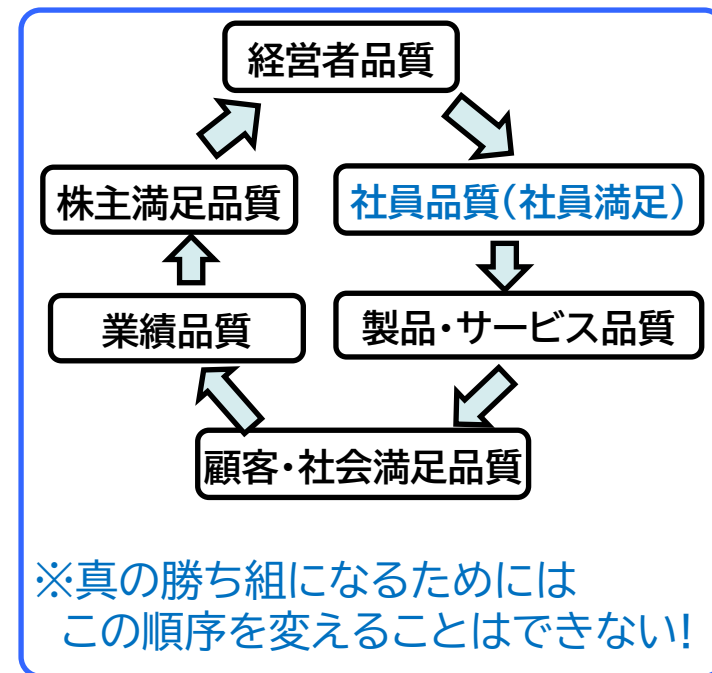 経営者品質
株主満足品質
社員品質(社員満足)
業績品質
製品・サービス品質
顧客・社会満足品質
※真の勝ち組になるためには
この順序を変えることはできない!